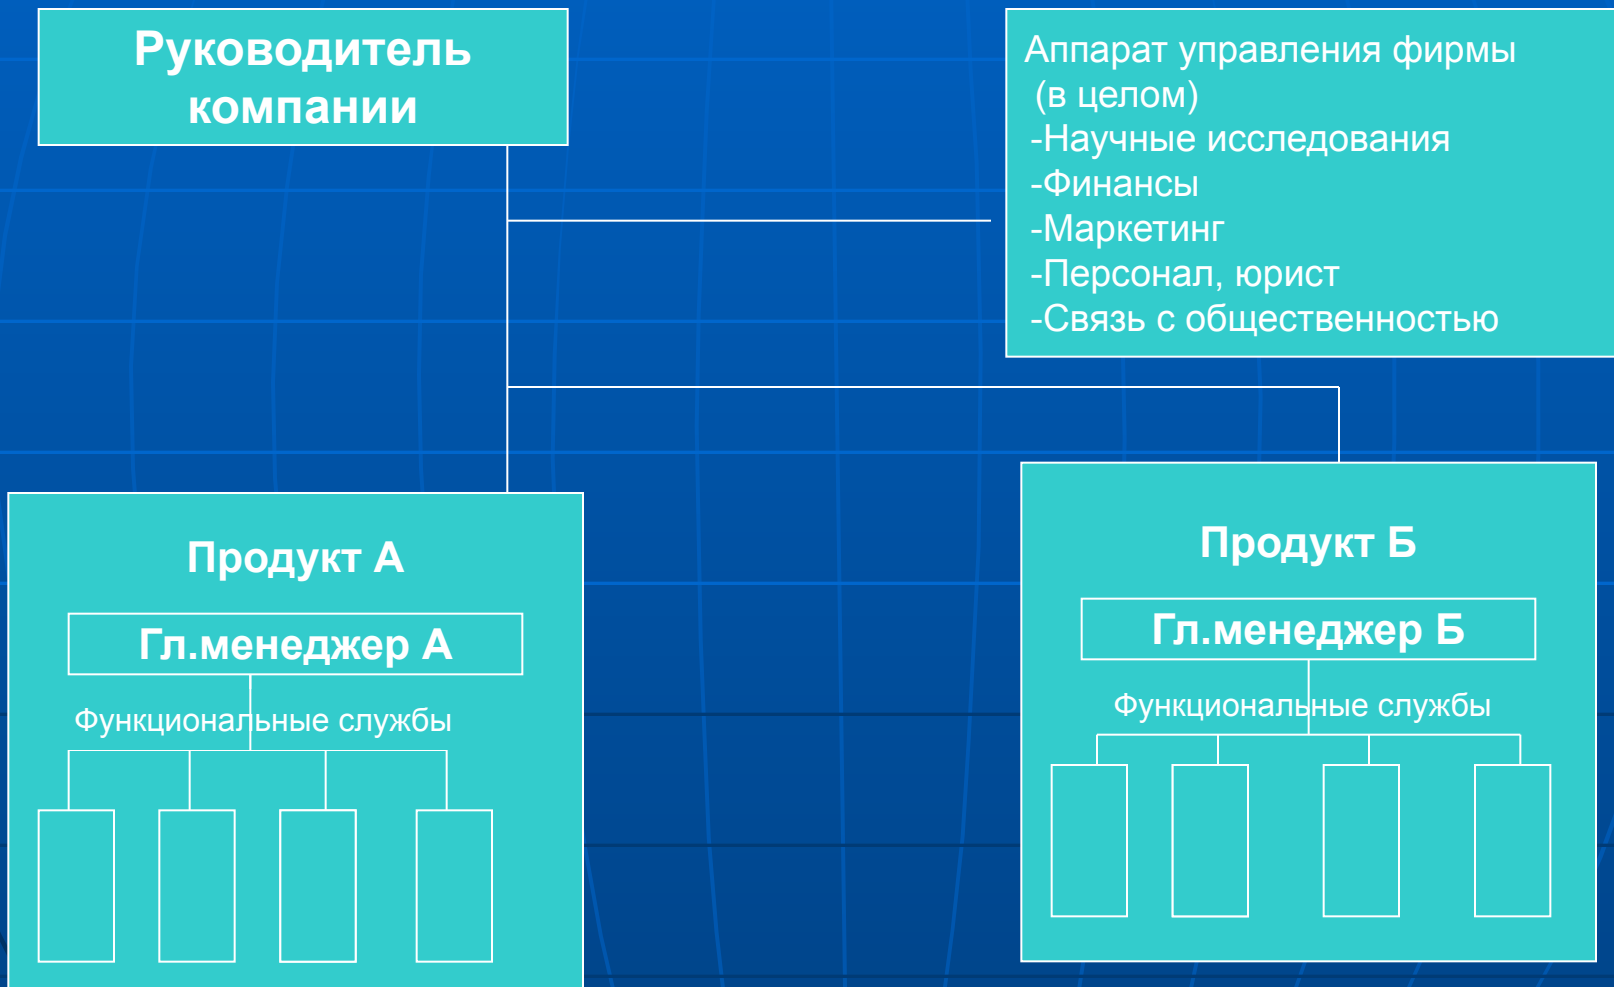 Руководитель
компании
Аппарат управления фирмы
(в целом)
-Научные исследования
-Финансы
-Маркетинг
-Персонал, юрист
-Связь с общественностью
Продукт А
Гл.менеджер А
Функциональные службы
Продукт Б
Гл.менеджер Б
Функциональные службы